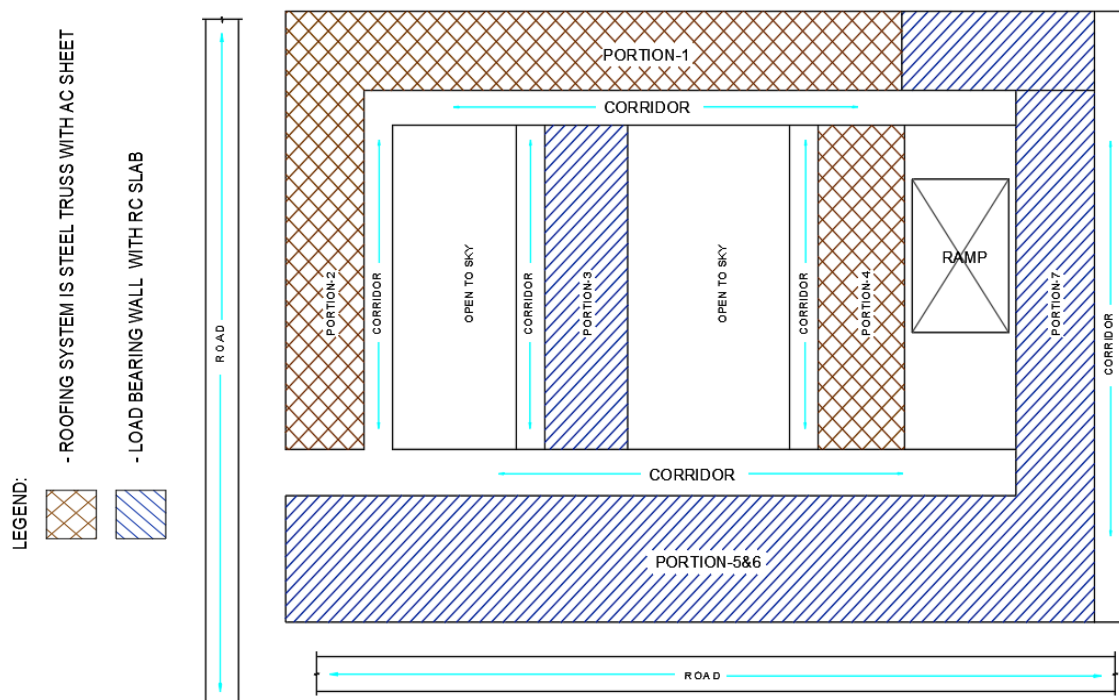 LEGEND:
- ROOFING SYSTEM IS STEEL TRUSS WITH AC SHEET
- LOAD BEARING WALL WITH RC SLAB
ROAD
PORTION-1
CORRIDOR
PORTION-2
CORRIDOR
OPEN TO SKY
CORRIDOR
PORTION-3
OPEN TO SKY
CORRIDOR
PORTION-4
RAMP
PORTION-7
CORRIDOR
CORRIDOR
PORTION-5&6
ROAD